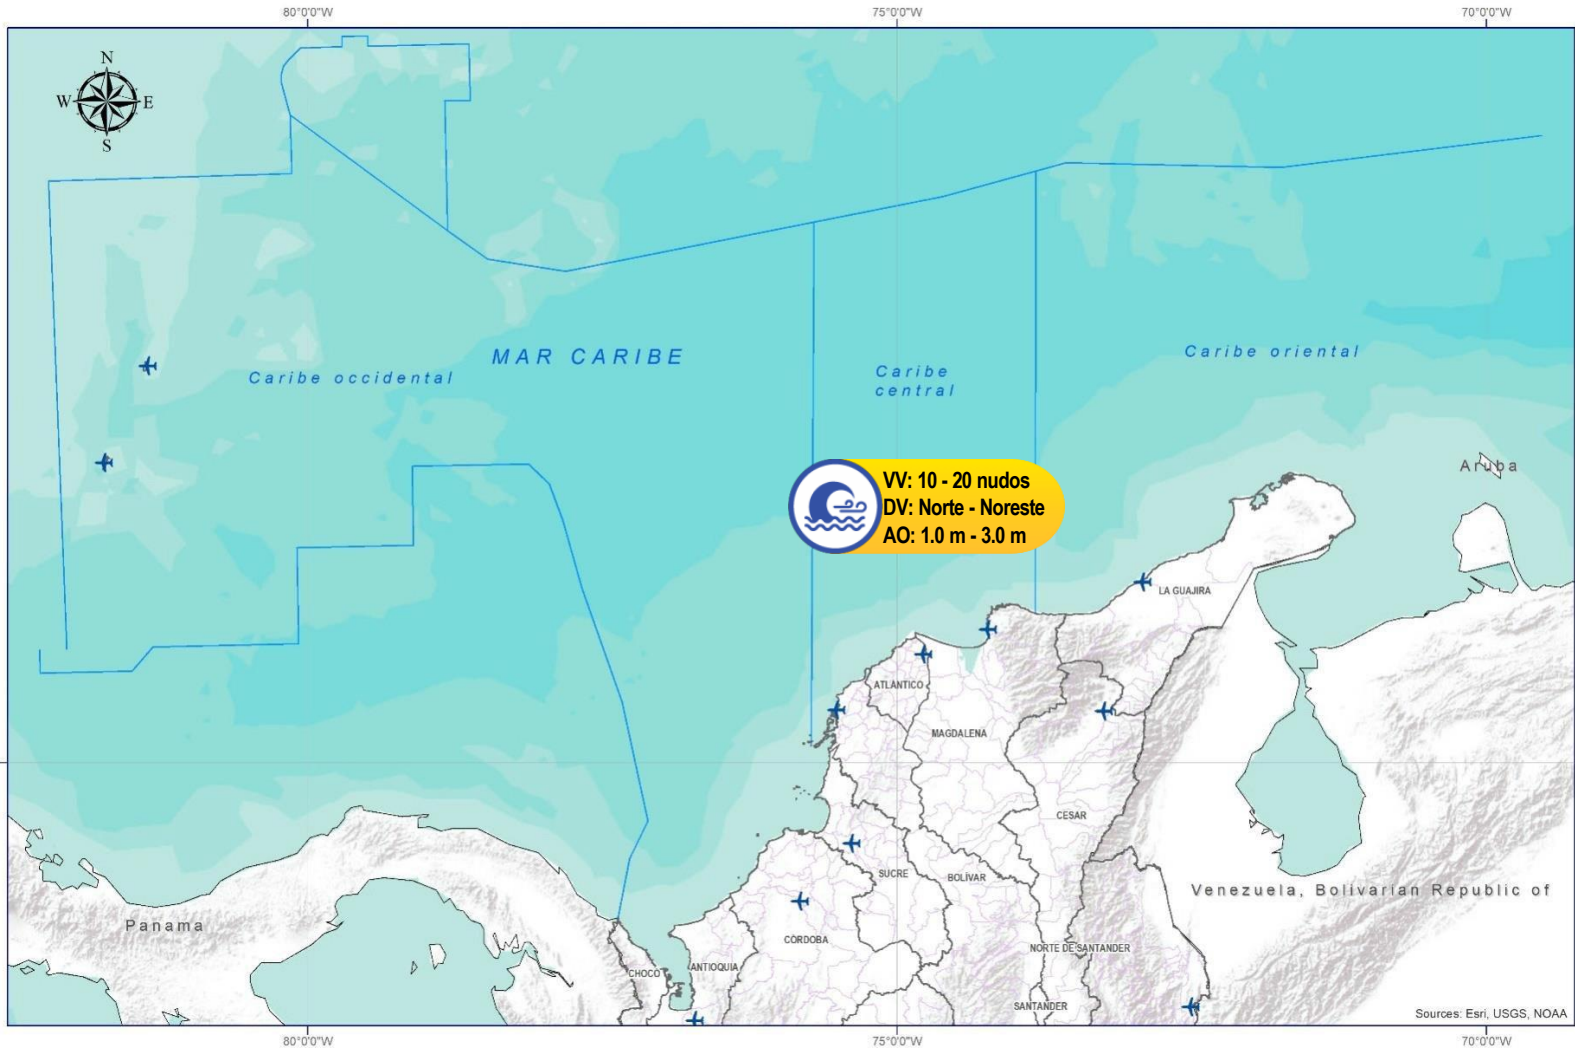 80°0'0"W
75°0'0"W
70°0'0"W
N
W
E
S
MAR CARIBE
Caribe occidental
Caribe
central
Caribe oriental
VV: 10 - 20 nudos
DV: Norte - Noreste
AO: 1.0 m - 3.0 m
Aruba
LA GUAJIRA
ATLANTICO
MAGDALENA
CESAR
SUCRE
BOLÍVAR
Venezuela, Bolivarian Republic of
Panama
CÓRDOBA
NORTE DE SANTANDER
CHOCO
ANTIOQUIA
SANTANDER
Sources: Esri, USGS, NOAA
80°0'0"W
75°0'0"W
70°0'0"W